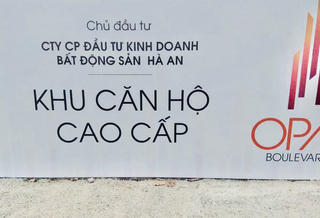 Chủ đầu tư
CTY CP ĐẦU TƯ KINH DOANH
BẤT ĐỘNG SẢN HÀ AN
KHU CĂN HỘ
CAO CẤP